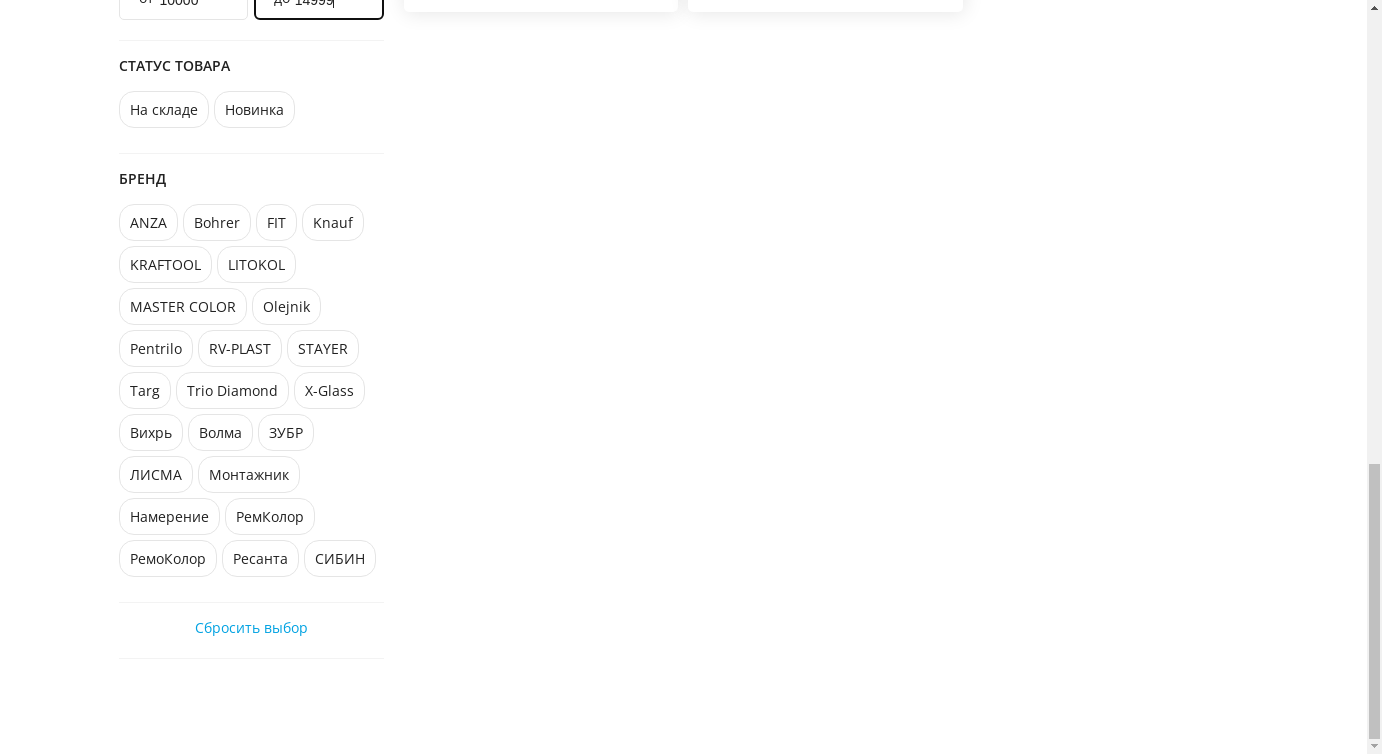 от 10000 до 14999
СТАТУС ТОВАРА
На складе Новинка
БРЕНД
ANZA Bohrer FIT Knauf
KRAFTOOL LITOKOL
MASTER COLOR Olejnik
Pentrilo RV-PLAST STAYER
Targ Trio Diamond X-Glass
Вихрь Волма ЗУБР
ЛИСМА Монтажник
Намерение РемКолор
РемоКолор Ресанта СИБИН
Сбросить выбор